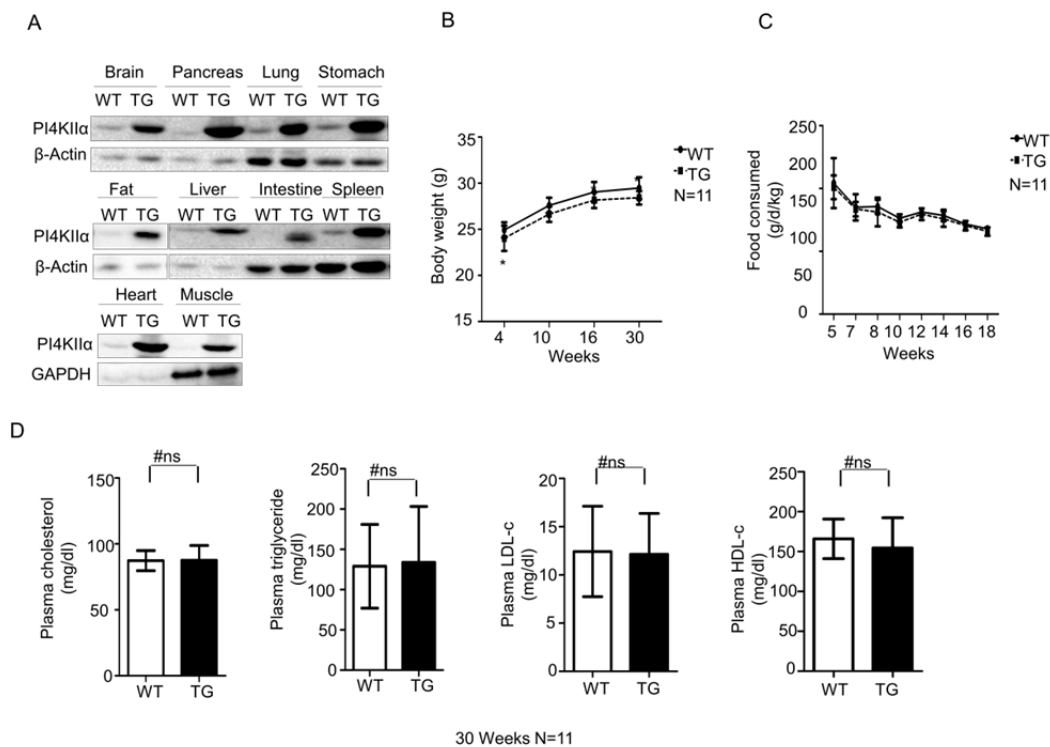 A
Brain Pancreas Lung Stomach
WT TG WT TG WT TG WT TG
PI4KIIα
β-Actin
Fat Liver Intestine Spleen
WT TG WT TG WT TG WT TG
PI4KIIα
β-Actin
Heart Muscle
WT TG WT TG
PI4KIIα
GAPDH
B
Body weight (g)
40
35
30
25
20
15
*
4 10 16 30
Weeks
WT
TG
N=11
C
Food consumed
(g/d/kg)
250
200
150
100
50
0
5 7 8 10 12 14 16 18
Weeks
WT
TG
N=11
D
Plasma cholesterol
(mg/dl)
150
100
50
0
#ns
WT TG
Plasma triglyceride
(mg/dl)
250
200
150
100
50
0
#ns
WT TG
Plasma LDL-c
(mg/dl)
20
15
10
5
0
#ns
WT TG
Plasma HDL-c
(mg/dl)
250
200
150
100
50
0
#ns
WT TG
30 Weeks N=11